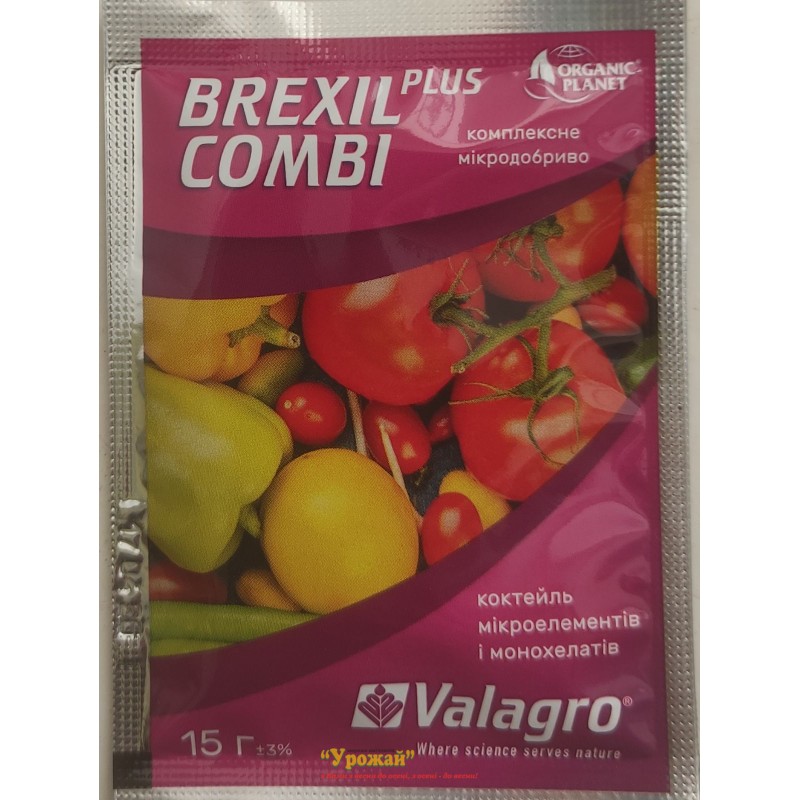 BREXIL PLUS
COMBI
ORGANIC
PLANET
комплексне
мікродобриво
коктейль
мікроелементів
і монохелатів
Valagro®
Where science serves nature
15 г ±3%
“Урожай”